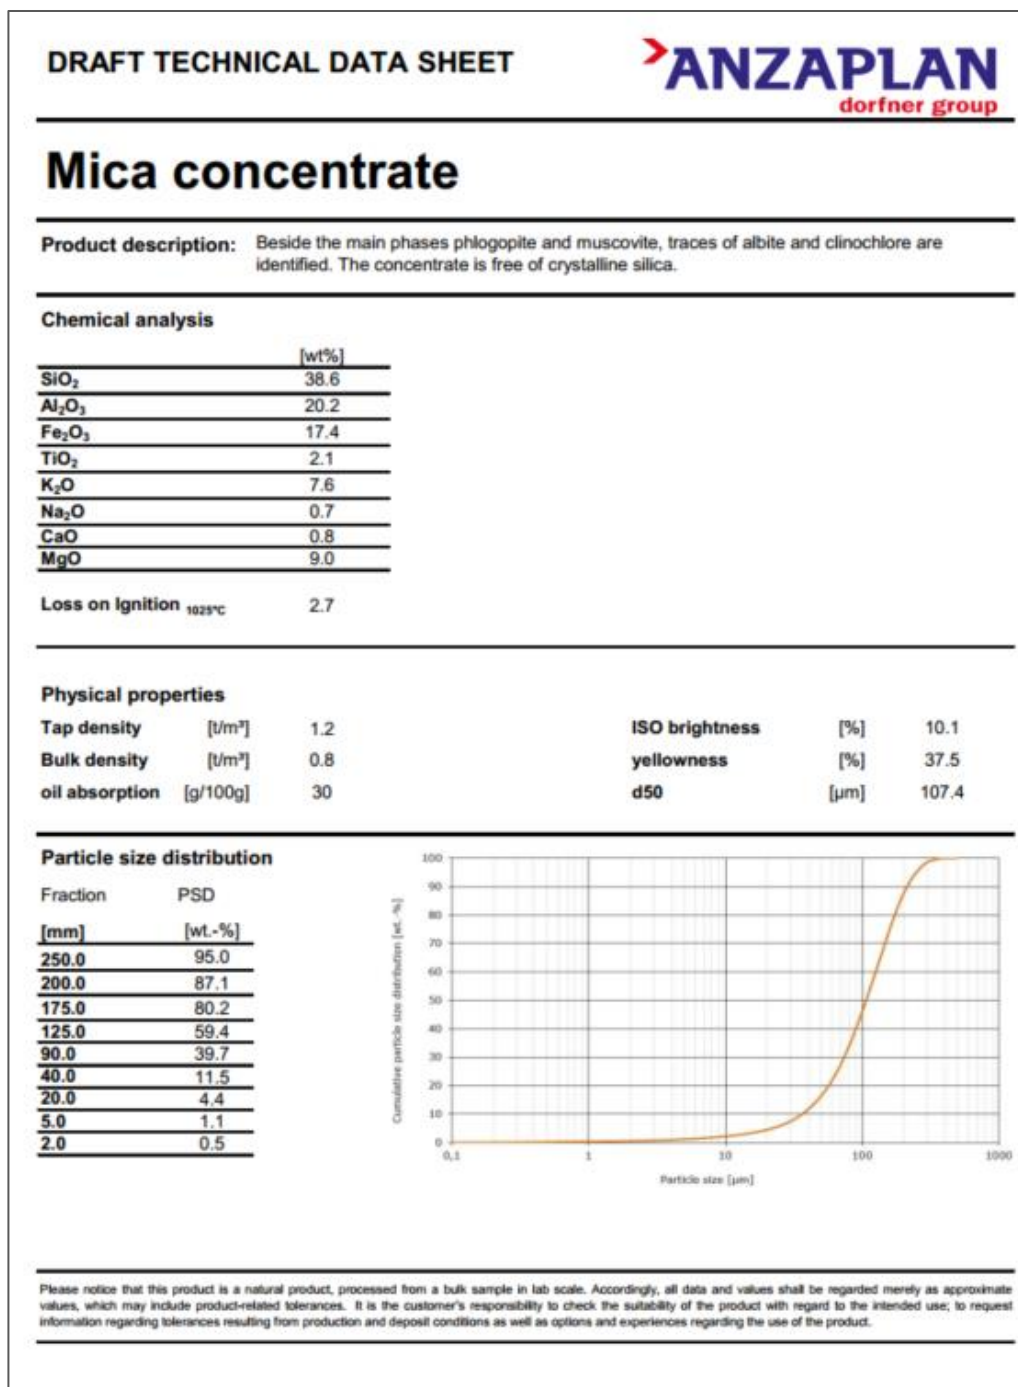 DRAFT TECHNICAL DATA SHEET
ANZAPLAN
dorfner group
Mica concentrate
Product description: Beside the main phases phlogopite and muscovite, traces of albite and clinochlore are
identified. The concentrate is free of crystalline silica.
Chemical analysis
[wt%]
SiO₂ 38.6
Al₂O₃ 20.2
Fe₂O₃ 17.4
TiO₂ 2.1
K₂O 7.6
Na₂O 0.7
CaO 0.8
MgO 9.0
Loss on Ignition 1025°C 2.7
Physical properties
Tap density [t/m³] 1.2 ISO brightness [%] 10.1
Bulk density [t/m³] 0.8 yellowness [%] 37.5
oil absorption [g/100g] 30 d50 [µm] 107.4
Particle size distribution
Fraction PSD
[mm] [wt.-%]
250.0 95.0
200.0 87.1
175.0 80.2
125.0 59.4
90.0 39.7
40.0 11.5
20.0 4.4
5.0 1.1
2.0 0.5
Cumulative particle size distribution [wt. -%]
100
90
80
70
60
50
40
30
20
10
0
0,1 1 10 100 1000
Particle size [µm]
Please notice that this product is a natural product, processed from a bulk sample in lab scale. Accordingly, all data and values shall be regarded merely as approximate
values, which may include product-related tolerances. It is the customer's responsibility to check the suitability of the product with regard to the intended use; to request
information regarding tolerances resulting from production and deposit conditions as well as options and experiences regarding the use of the product.